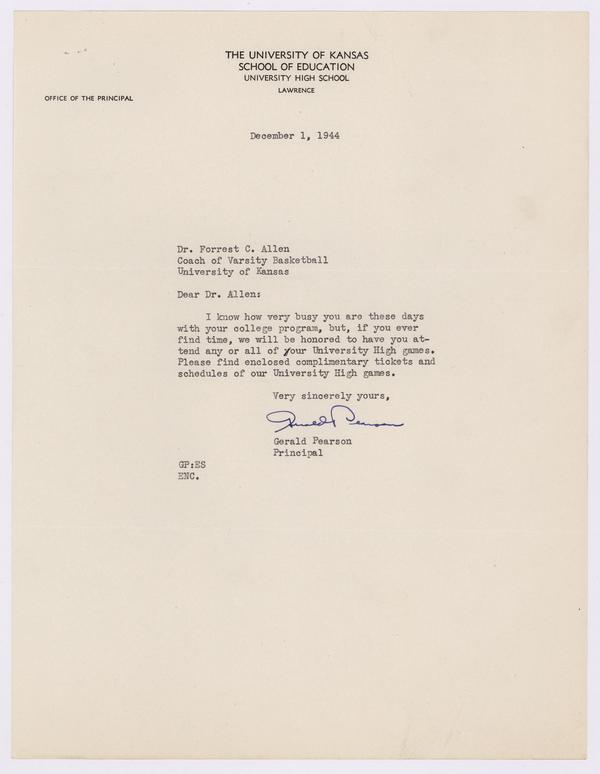 THE UNIVERSITY OF KANSAS
SCHOOL OF EDUCATION
UNIVERSITY HIGH SCHOOL
LAWRENCE
OFFICE OF THE PRINCIPAL
December 1, 1944
Dr. Forrest C. Allen
Coach of Varsity Basketball
University of Kansas
Dear Dr. Allen:
I know how very busy you are these days
with your college program, but, if you ever
find time, we will be honored to have you at-
tend any or all of your University High games.
Please find enclosed complimentary tickets and
schedules of our University High games.
Very sincerely yours,
Gerald Pearson
Gerald Pearson
Principal
GP:ES
ENC.